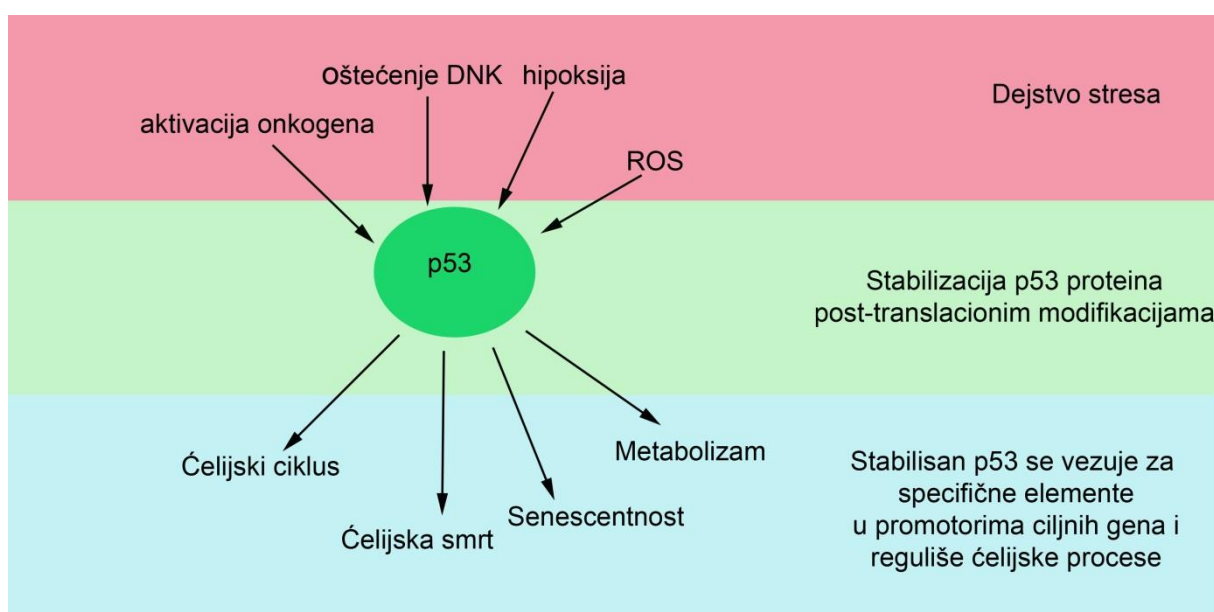 oštećenje DNK
hipoksija
aktivacija onkogena
ROS
Dejstvo stresa
p53
Stabilizacija p53 proteina
post-translacionim modifikacijama
Ćelijski ciklus
Ćelijska smrt
Senescentnost
Metabolizam
Stabilisan p53 se vezuje za
specifične elemente
u promotorima ciljnih gena i
reguliše ćelijske procese